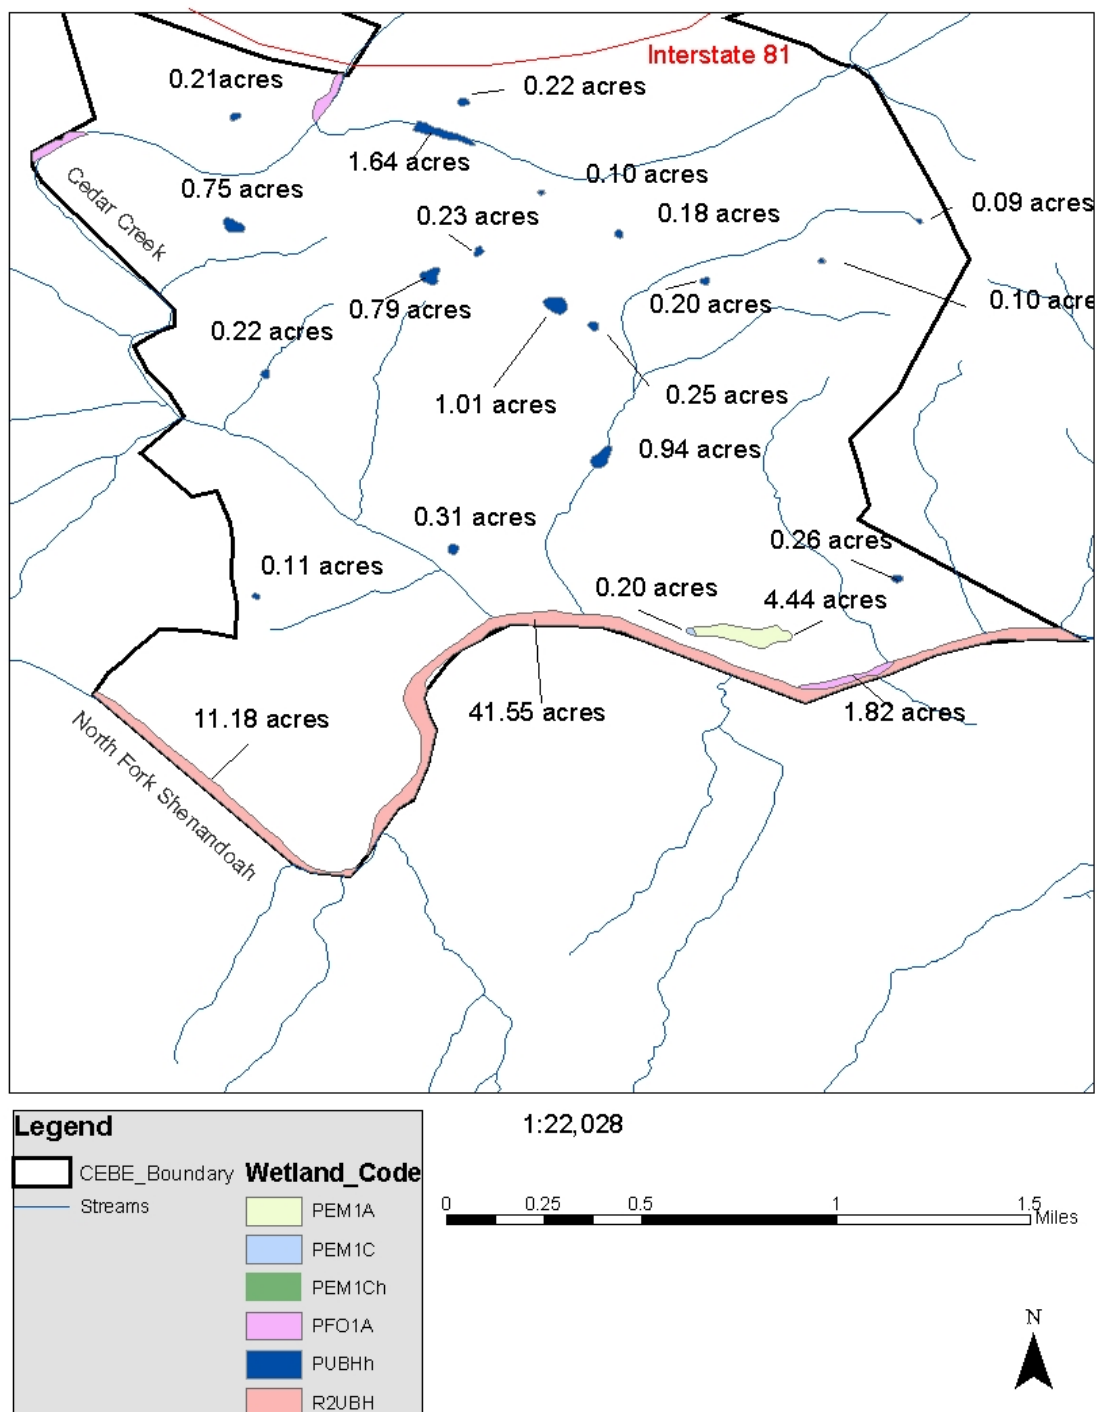 Interstate 81
0.21acres
0.22 acres
1.64 acres
0.10 acres
0.75 acres
Cedar Creek
0.23 acres
0.18 acres
0.09 acres
0.79 acres
0.20 acres
0.10 acre
0.22 acres
1.01 acres
0.25 acres
0.94 acres
0.31 acres
0.26 acres
0.11 acres
0.20 acres
4.44 acres
11.18 acres
41.55 acres
1.82 acres
North Fork Shenandoah
Legend
CEBE_Boundary
Streams
Wetland_Code
PEM1A
PEM1C
PEM1Ch
PFO1A
PUBHh
R2UBH
1:22,028
0 0.25 0.5 1 1.5
Miles
N